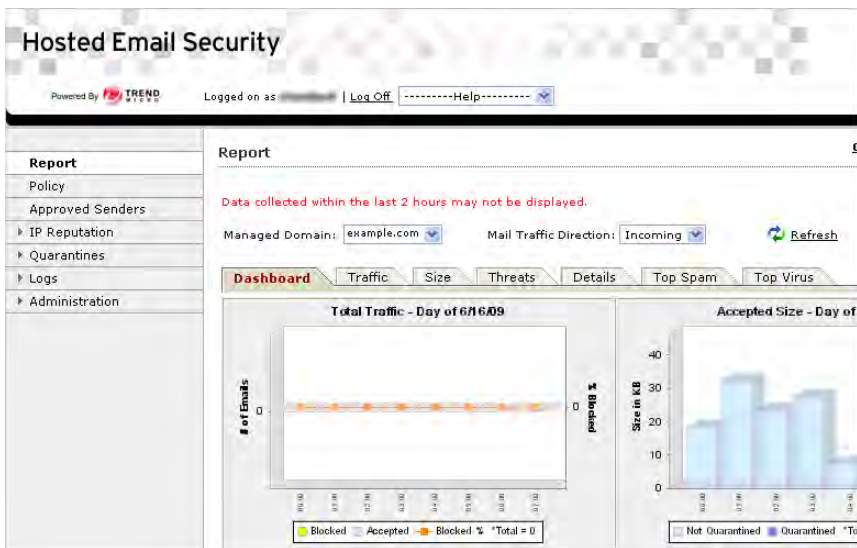 Hosted Email Security
Powered By TREND MICRO
Logged on as | Log Off ---------Help---------
Report
Policy
Approved Senders
IP Reputation
Quarantines
Logs
Administration
Report
Data collected within the last 2 hours may not be displayed.
Managed Domain: example.com Mail Traffic Direction: Incoming Refresh
Dashboard Traffic Size Threats Details Top Spam Top Virus
Total Traffic - Day of 6/16/09
# of Emails
0
0
% Blocked
Blocked Accepted Blocked % *Total = 0
Accepted Size - Day of
Size in KB
40
30
20
10
0
Not Quarantined Quarantined *To